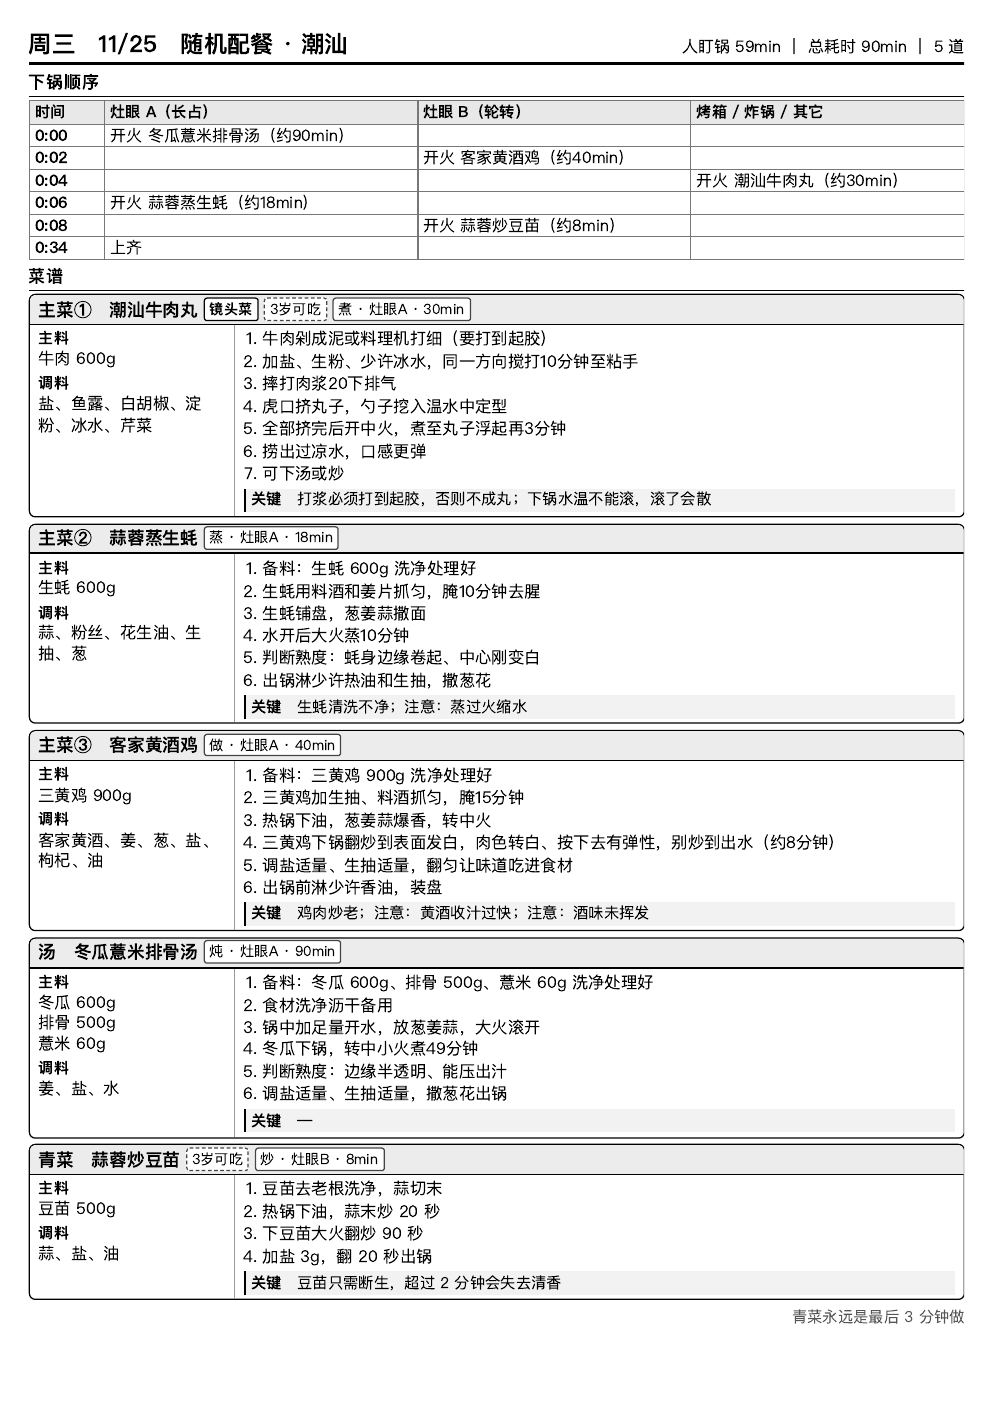 周三 11/25 随机配餐 · 潮汕
人盯锅 59min ｜ 总耗时 90min ｜ 5 道
下锅顺序
时间 灶眼 A（长占） 灶眼 B（轮转） 烤箱 / 炸锅 / 其它
0:00 开火 冬瓜薏米排骨汤（约90min）
0:02 开火 客家黄酒鸡（约40min）
0:04 开火 潮汕牛肉丸（约30min）
0:06 开火 蒜蓉蒸生蚝（约18min）
0:08 开火 蒜蓉炒豆苗（约8min）
0:34 上齐
菜谱
主菜① 潮汕牛肉丸 镜头菜 3岁可吃 煮 · 灶眼A · 30min
主料
牛肉 600g
调料
盐、鱼露、白胡椒、淀
粉、冰水、芹菜
1. 牛肉剁成泥或料理机打细（要打到起胶）
2. 加盐、生粉、少许冰水，同一方向搅打10分钟至粘手
3. 摔打肉浆20下排气
4. 虎口挤丸子，勺子挖入温水中定型
5. 全部挤完后开中火，煮至丸子浮起再3分钟
6. 捞出过凉水，口感更弹
7. 可下汤或炒
关键 打浆必须打到起胶，否则不成丸；下锅水温不能滚，滚了会散
主菜② 蒜蓉蒸生蚝 蒸 · 灶眼A · 18min
主料
生蚝 600g
调料
蒜、粉丝、花生油、生
抽、葱
1. 备料：生蚝 600g 洗净处理好
2. 生蚝用料酒和姜片抓匀，腌10分钟去腥
3. 生蚝铺盘，葱姜蒜撒面
4. 水开后大火蒸10分钟
5. 判断熟度：蚝身边缘卷起、中心刚变白
6. 出锅淋少许热油和生抽，撒葱花
关键 生蚝清洗不净；注意：蒸过火缩水
主菜③ 客家黄酒鸡 做 · 灶眼A · 40min
主料
三黄鸡 900g
调料
客家黄酒、姜、葱、盐、
枸杞、油
1. 备料：三黄鸡 900g 洗净处理好
2. 三黄鸡加生抽、料酒抓匀，腌15分钟
3. 热锅下油，葱姜蒜爆香，转中火
4. 三黄鸡下锅翻炒到表面发白，肉色转白、按下去有弹性，别炒到出水（约8分钟）
5. 调盐适量、生抽适量，翻匀让味道吃进食材
6. 出锅前淋少许香油，装盘
关键 鸡肉炒老；注意：黄酒收汁过快；注意：酒味未挥发
汤 冬瓜薏米排骨汤 炖 · 灶眼A · 90min
主料
冬瓜 600g
排骨 500g
薏米 60g
调料
姜、盐、水
1. 备料：冬瓜 600g、排骨 500g、薏米 60g 洗净处理好
2. 食材洗净沥干备用
3. 锅中加足量开水，放葱姜蒜，大火滚开
4. 冬瓜下锅，转中小火煮49分钟
5. 判断熟度：边缘半透明、能压出汁
6. 调盐适量、生抽适量，撒葱花出锅
关键 —
青菜 蒜蓉炒豆苗 3岁可吃 炒 · 灶眼B · 8min
主料
豆苗 500g
调料
蒜、盐、油
1. 豆苗去老根洗净，蒜切末
2. 热锅下油，蒜末炒 20 秒
3. 下豆苗大火翻炒 90 秒
4. 加盐 3g，翻 20 秒出锅
关键 豆苗只需断生，超过 2 分钟会失去清香
青菜永远是最后 3 分钟做